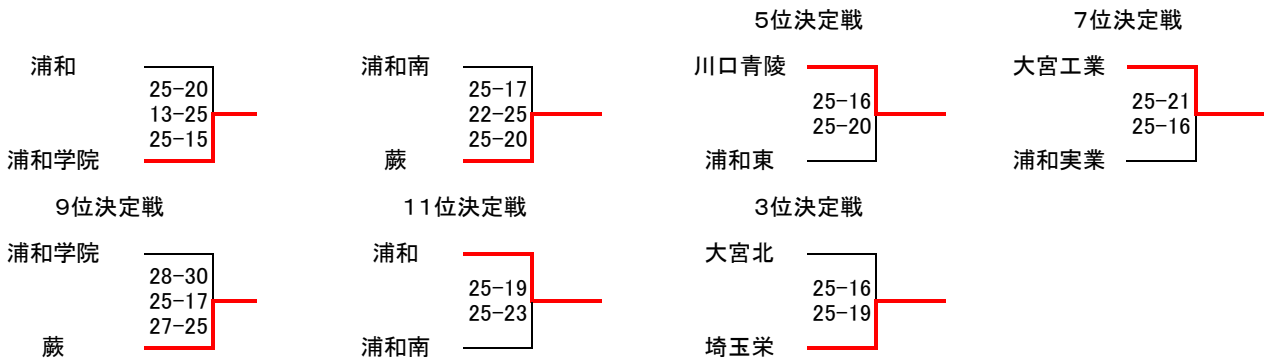 5位決定戦
7位決定戦
浦和
25-20
13-25
25-15
浦和学院
浦和南
25-17
22-25
25-20
蕨
川口青陵
25-16
25-20
浦和東
大宮工業
25-21
25-16
浦和実業
9位決定戦
11位決定戦
3位決定戦
浦和学院
28-30
25-17
27-25
蕨
浦和
25-19
25-23
浦和南
大宮北
25-16
25-19
埼玉栄